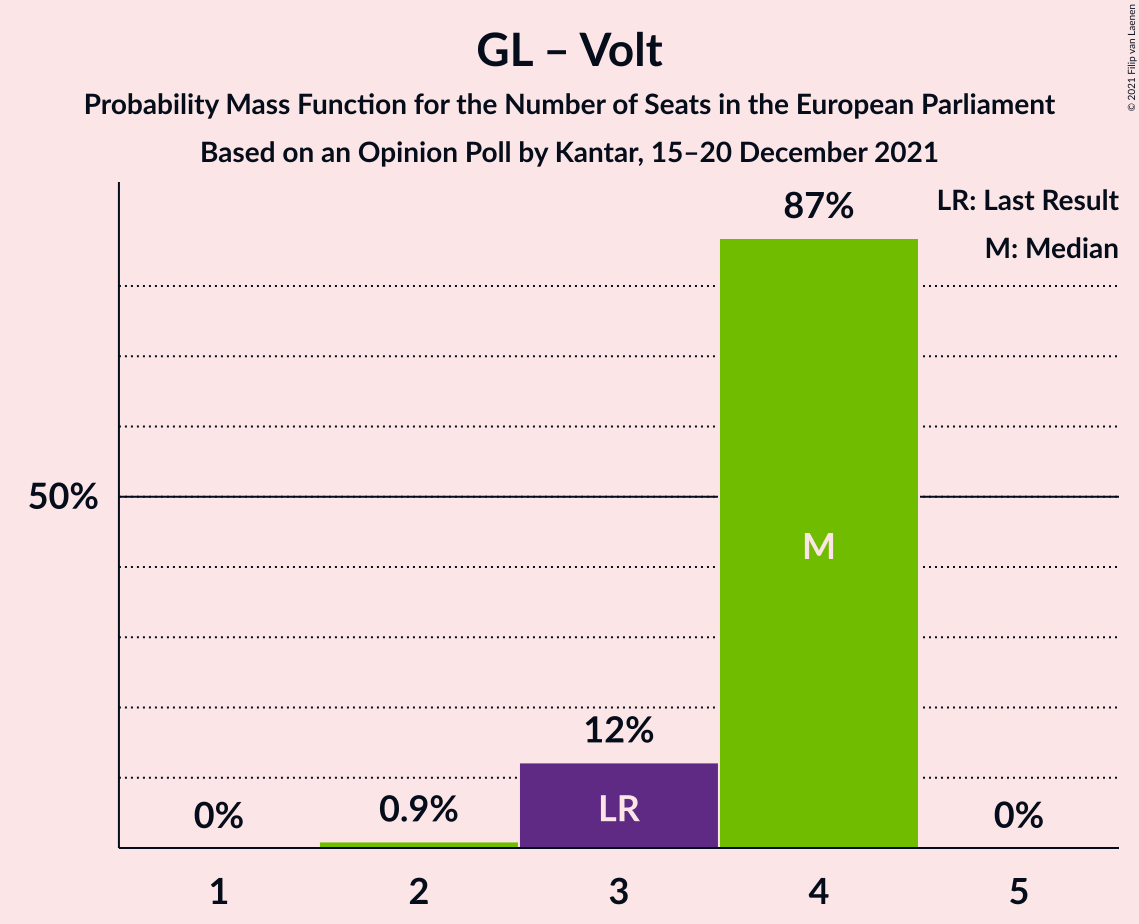 GL – Volt
Probability Mass Function for the Number of Seats in the European Parliament
Based on an Opinion Poll by Kantar, 15–20 December 2021
© 2021 Filip van Laenen
LR: Last Result
M: Median
87%
50%
M
12%
LR
0%
0.9%
0%
1 2 3 4 5